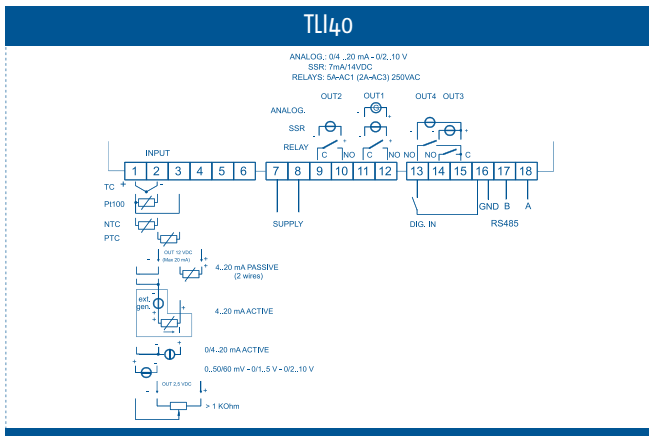 TLI40
ANALOG.: 0/4 ..20 mA - 0/2..10 V
SSR: 7mA/14VDC
RELAYS: 5A-AC1 (2A-AC3) 250VAC
OUT2 OUT1 OUT4 OUT3
ANALOG.
- +
SSR
- + - + - - +
RELAY
INPUT
C NO C NO NO NO C
1 2 3 4 5 6 7 8 9 10 11 12 13 14 15 16 17 18
TC + -
Pt100
GND B A
NTC
SUPPLY
DIG. IN
RS485
PTC
OUT 12 VDC
(Max 20 mA)
- +
4..20 mA PASSIVE
(2 wires)
ext.
gen.
- +
+ I
4..20 mA ACTIVE
+ -
0/4..20 mA ACTIVE
+ -
0..50/60 mV - 0/1..5 V - 0/2..10 V
- OUT 2,5 VDC +
> 1 KOhm